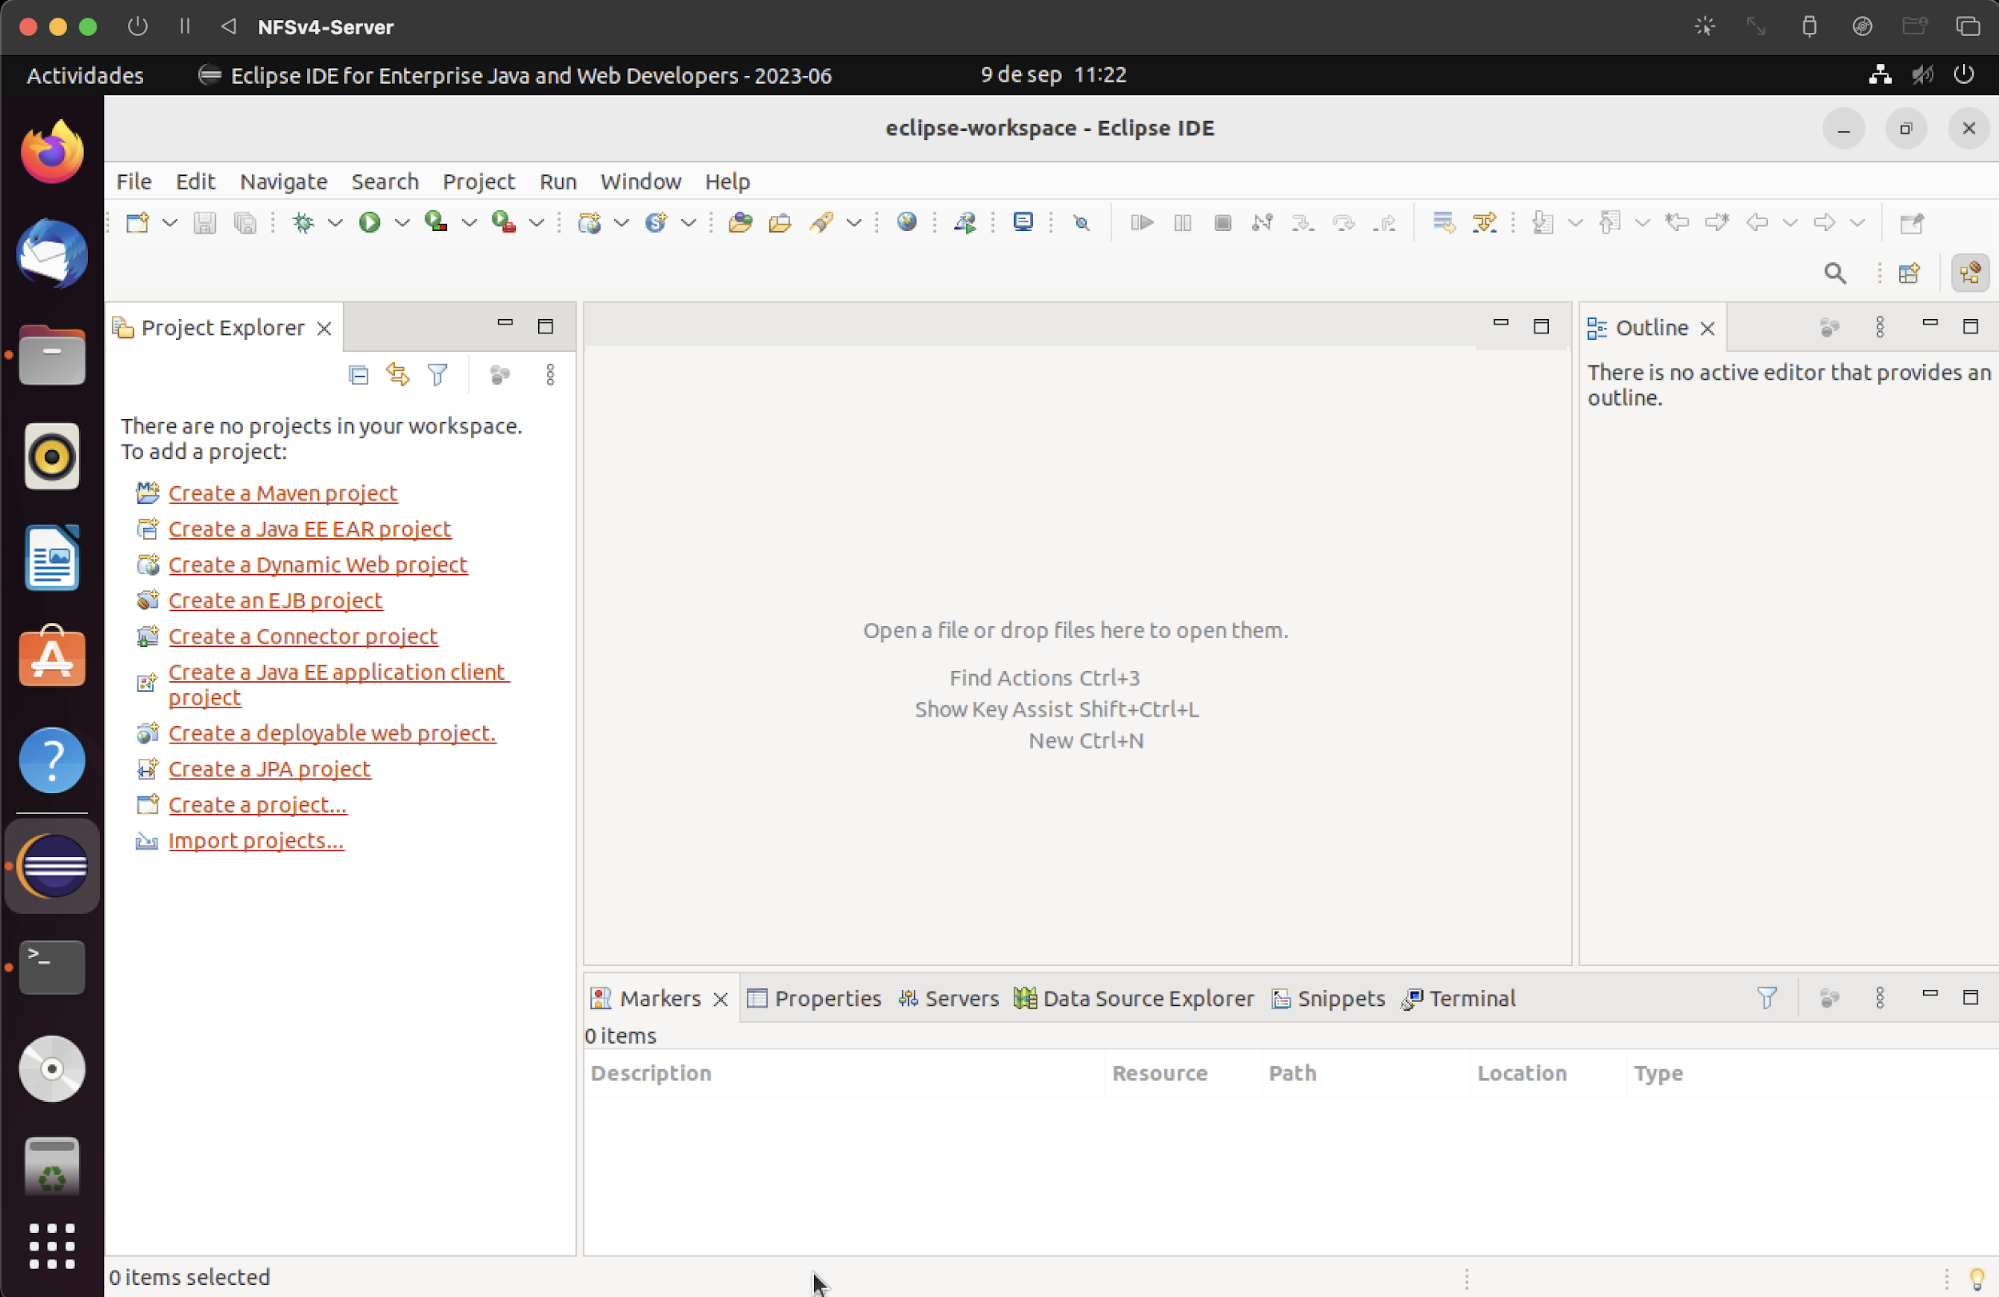 NFSv4-Server
Actividades
Eclipse IDE for Enterprise Java and Web Developers - 2023-06
9 de sep 11:22
eclipse-workspace - Eclipse IDE
File Edit Navigate Search Project Run Window Help
Project Explorer
There are no projects in your workspace.
To add a project:
Create a Maven project
Create a Java EE EAR project
Create a Dynamic Web project
Create an EJB project
Create a Connector project
Create a Java EE application client
project
Create a deployable web project.
Create a JPA project
Create a project...
Import projects...
Open a file or drop files here to open them.
Find Actions Ctrl+3
Show Key Assist Shift+Ctrl+L
New Ctrl+N
Outline
There is no active editor that provides an
outline.
Markers Properties Servers Data Source Explorer Snippets Terminal
0 items
Description Resource Path Location Type
0 items selected